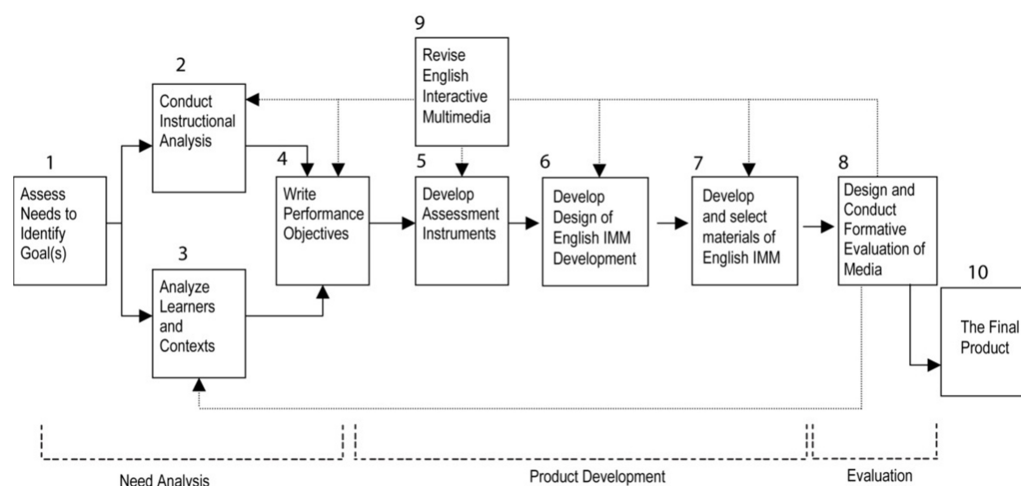 1
Assess
Needs to
Identify
Goal(s)
2
Conduct
Instructional
Analysis
3
Analyze
Learners
and
Contexts
4
Write
Performance
Objectives
9
Revise
English
Interactive
Multimedia
5
Develop
Assessment
Instruments
6
Develop
Design of
English IMM
Development
7
Develop
and select
materials of
English IMM
8
Design and
Conduct
Formative
Evaluation of
Media
10
The Final
Product
Need Analysis
Product Development
Evaluation